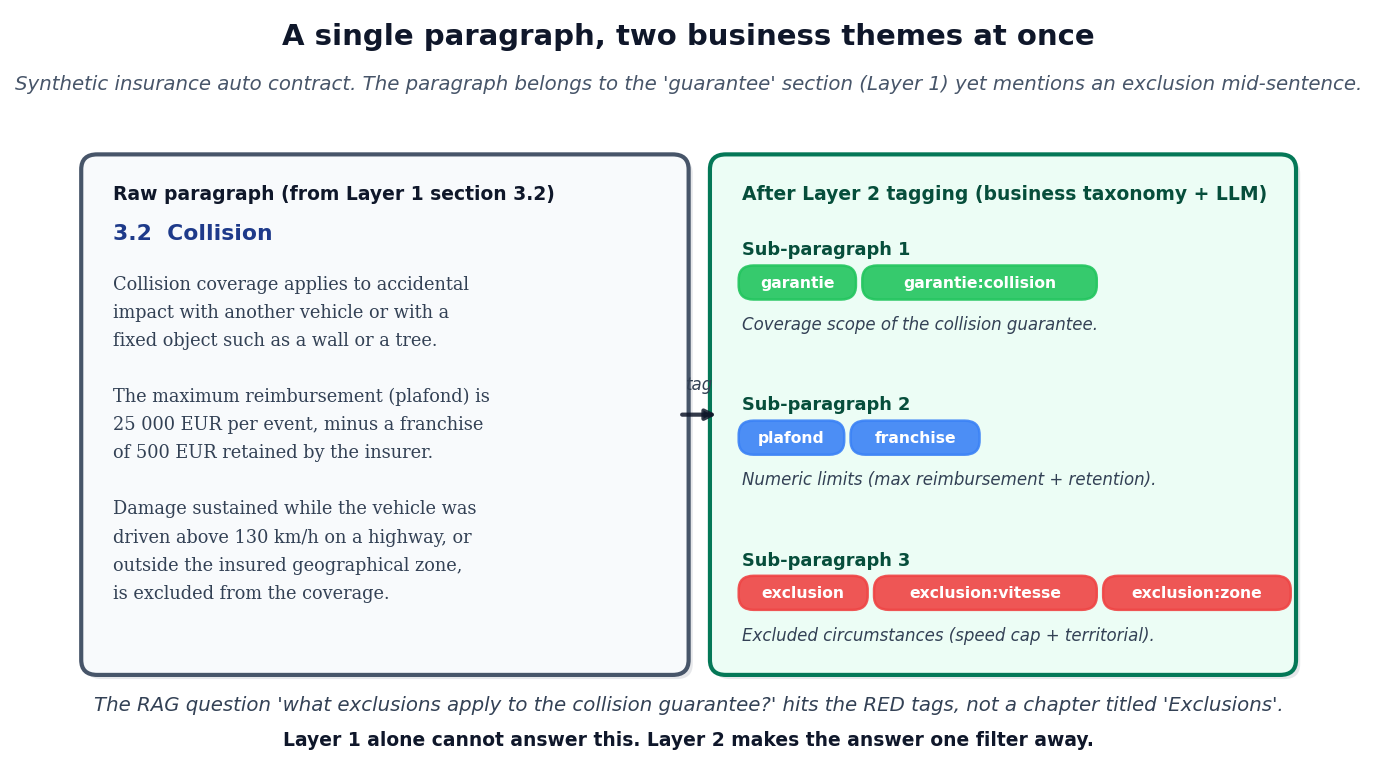 A single paragraph, two business themes at once
Synthetic insurance auto contract. The paragraph belongs to the 'guarantee' section (Layer 1) yet mentions an exclusion mid-sentence.
Raw paragraph (from Layer 1 section 3.2)
3.2 Collision
Collision coverage applies to accidental
impact with another vehicle or with a
fixed object such as a wall or a tree.
The maximum reimbursement (plafond) is
25 000 EUR per event, minus a franchise
of 500 EUR retained by the insurer.
Damage sustained while the vehicle was
driven above 130 km/h on a highway, or
outside the insured geographical zone,
is excluded from the coverage.
tag
After Layer 2 tagging (business taxonomy + LLM)
Sub-paragraph 1
garantie garantie:collision
Coverage scope of the collision guarantee.
Sub-paragraph 2
plafond franchise
Numeric limits (max reimbursement + retention).
Sub-paragraph 3
exclusion exclusion:vitesse exclusion:zone
Excluded circumstances (speed cap + territorial).
The RAG question 'what exclusions apply to the collision guarantee?' hits the RED tags, not a chapter titled 'Exclusions'.
Layer 1 alone cannot answer this. Layer 2 makes the answer one filter away.